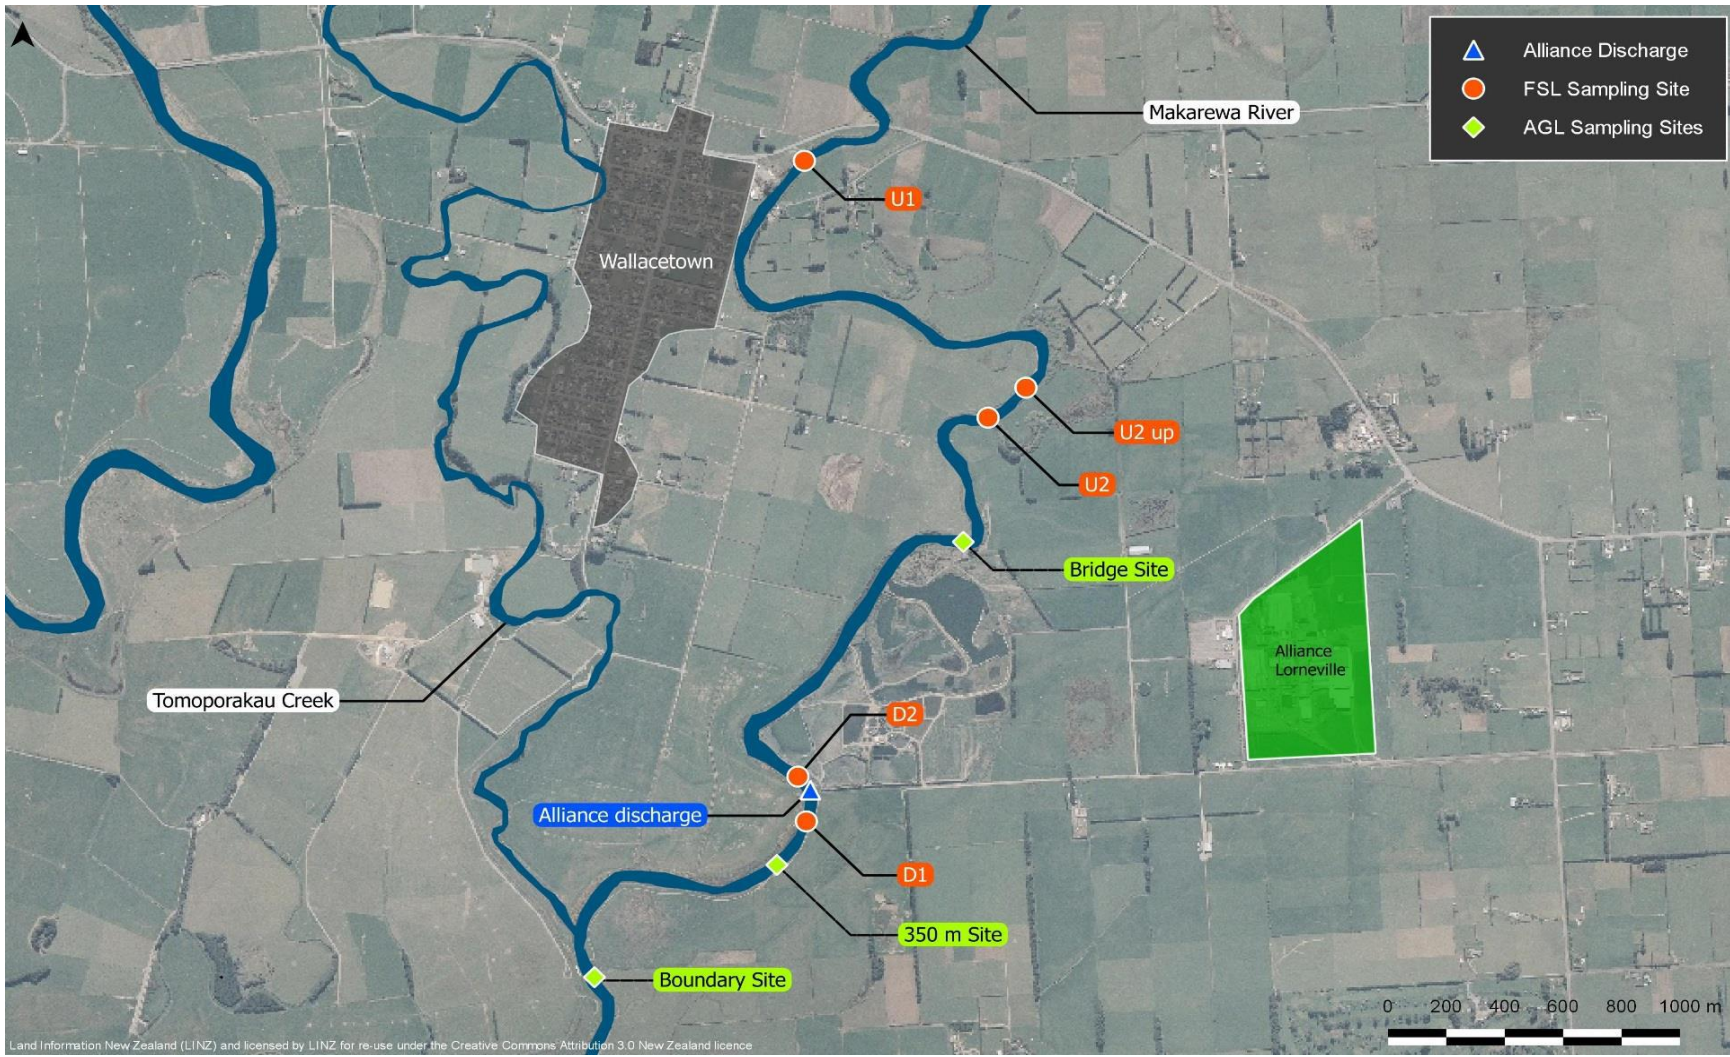 Alliance Discharge
FSL Sampling Site
AGL Sampling Sites
Makarewa River
U1
Wallacetown
U2 up
U2
Bridge Site
Alliance
Lorneville
Tomoporakau Creek
D2
Alliance discharge
D1
350 m Site
Boundary Site
0 200 400 600 800 1000 m
Land Information New Zealand (LINZ) and licensed by LINZ for re-use under the Creative Commons Attribution 3.0 New Zealand licence